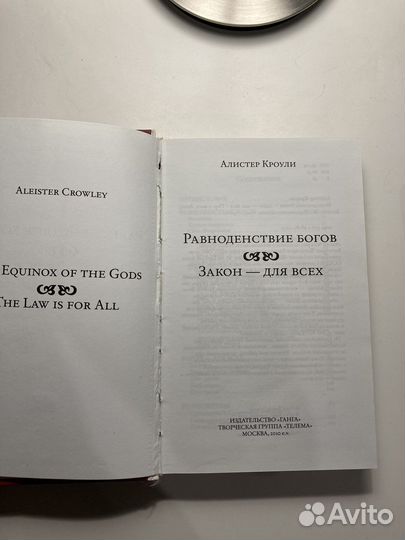 Aleister Crowley
Equinox of the Gods
The Law is for All
Алистер Кроули
Равноденствие богов
Закон — для всех
ИЗДАТЕЛЬСТВО «ГАНГА»
ТВОРЧЕСКАЯ ГРУППА «ТЕЛЕМА»
МОСКВА, 2010 e.v.
Avito